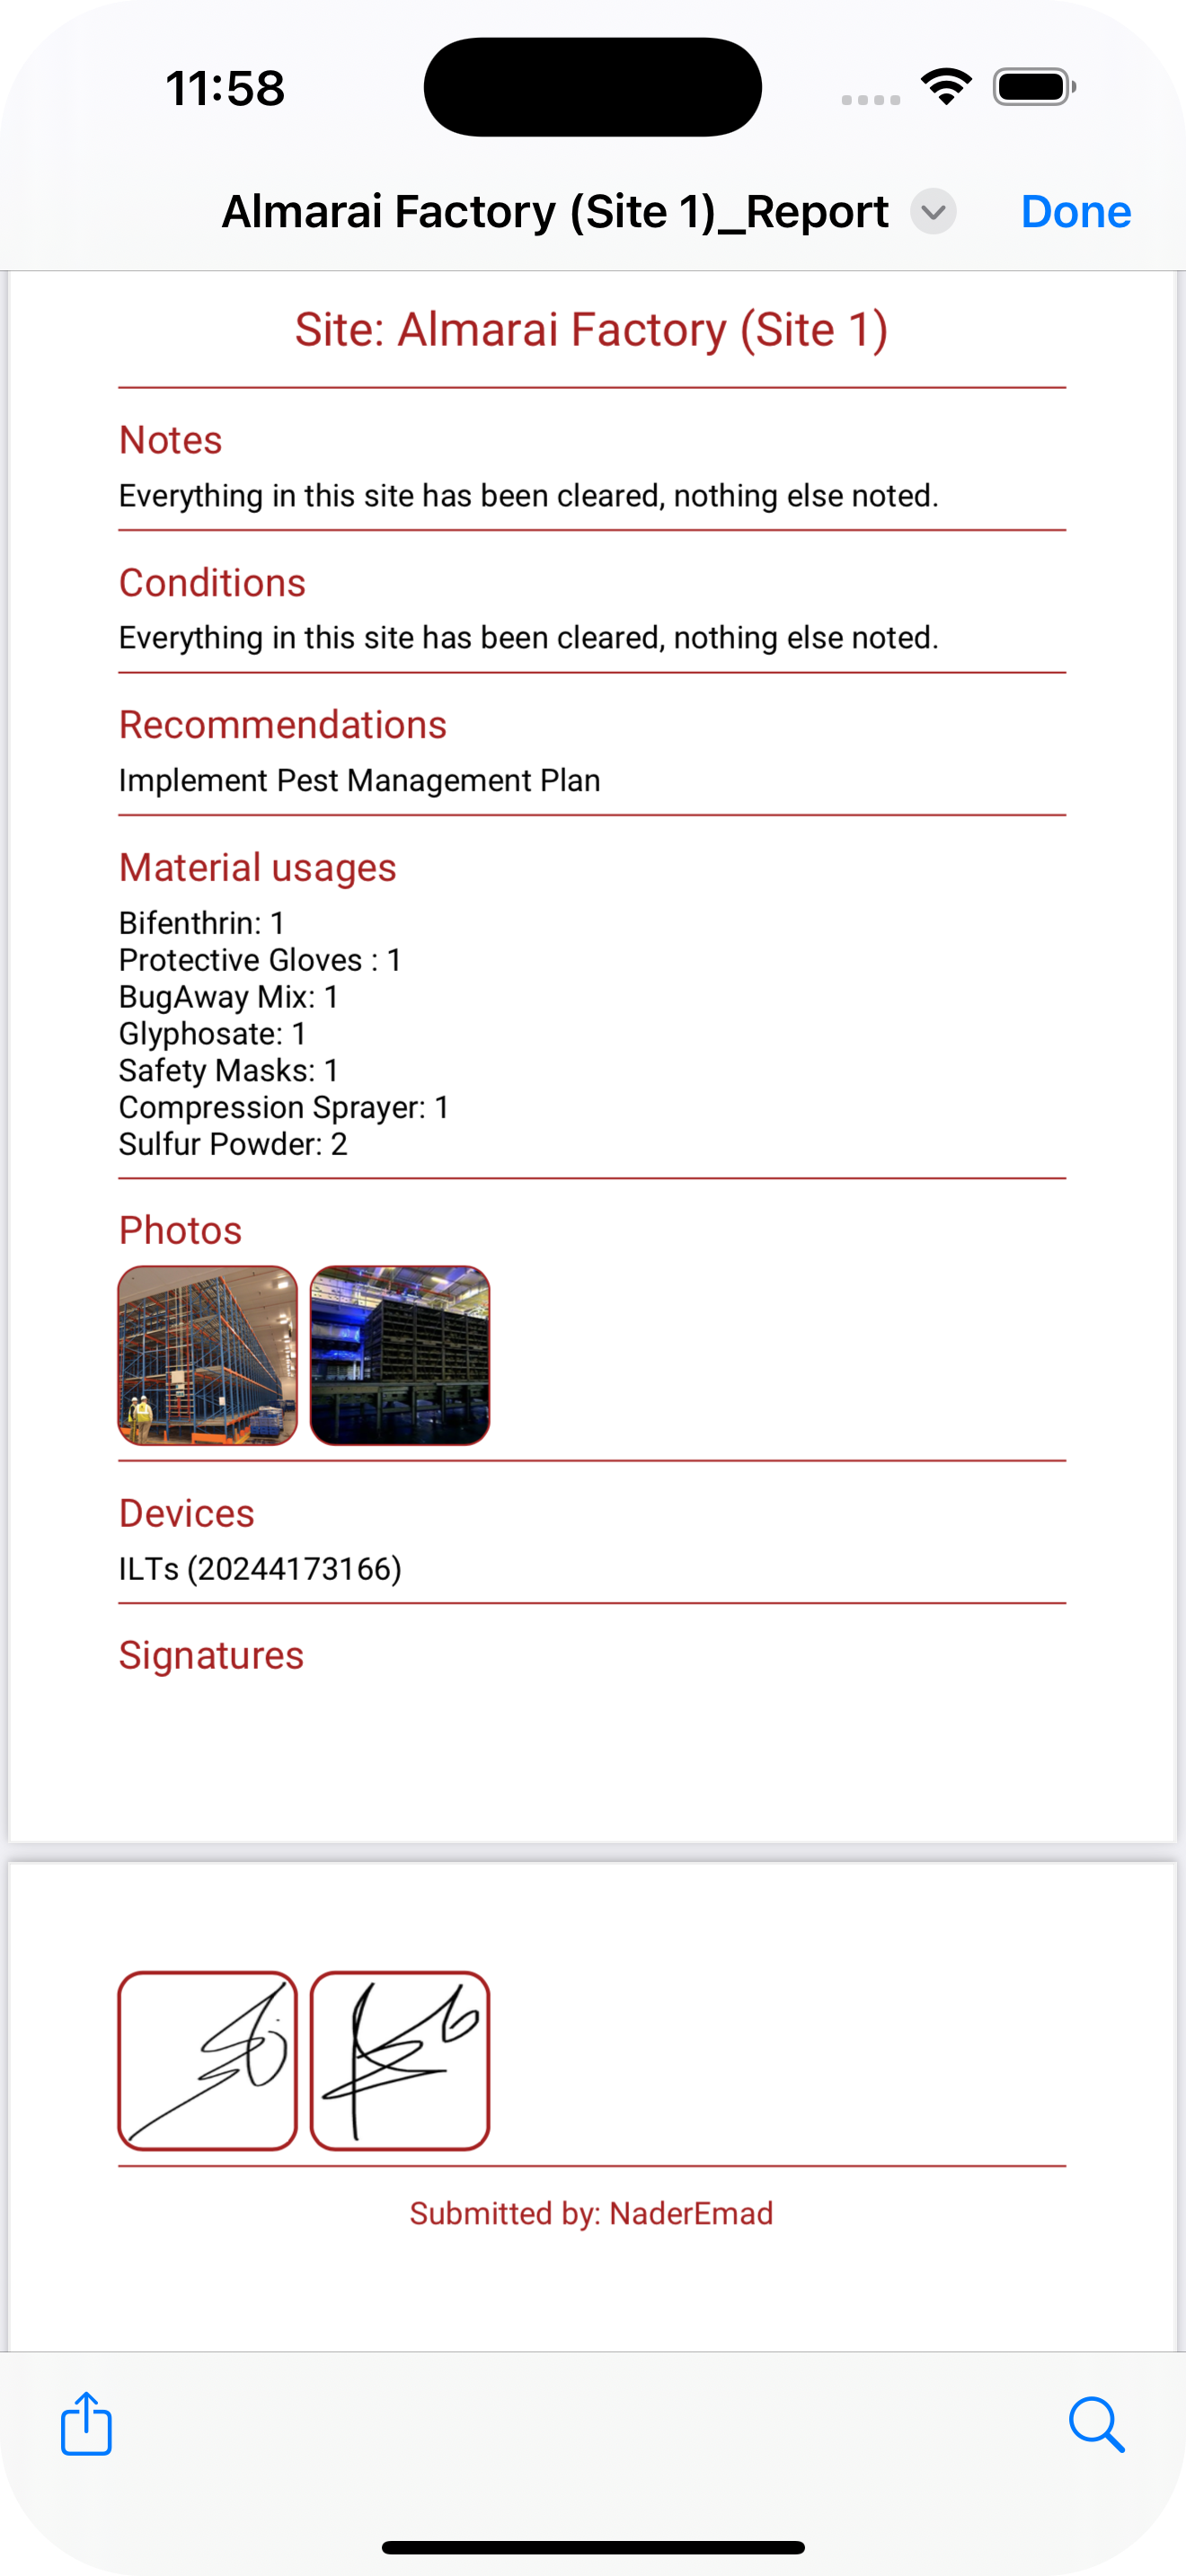 11:58
Almarai Factory (Site 1)_Report
Done
Site: Almarai Factory (Site 1)
Notes
Everything in this site has been cleared, nothing else noted.
Conditions
Everything in this site has been cleared, nothing else noted.
Recommendations
Implement Pest Management Plan
Material usages
Bifenthrin: 1
Protective Gloves : 1
BugAway Mix: 1
Glyphosate: 1
Safety Masks: 1
Compression Sprayer: 1
Sulfur Powder: 2
Photos
Devices
ILTs (20244173166)
Signatures
Submitted by: NaderEmad